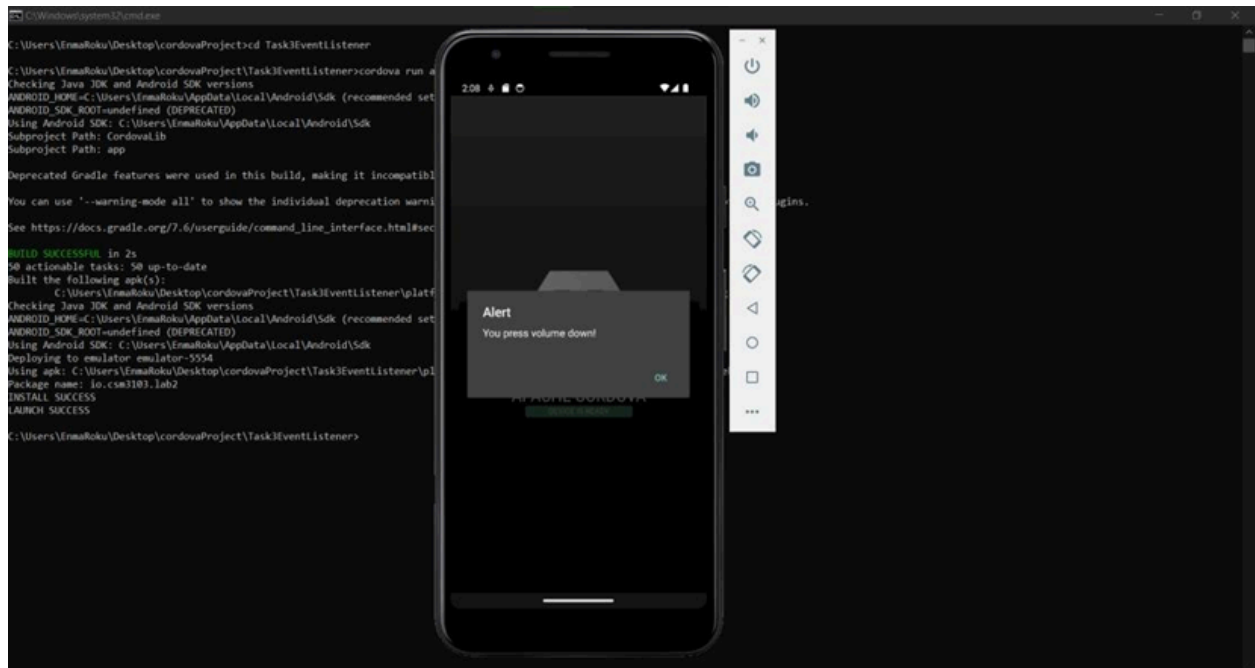 C:\Windows\system32\cmd.exe
C:\Users\EnmaRoku\Desktop\cordovaProject>cd Task3EventListener
C:\Users\EnmaRoku\Desktop\cordovaProject\Task3EventListener>cordova run a
Checking Java JDK and Android SDK versions
ANDROID_HOME=C:\Users\EnmaRoku\AppData\Local\Android\Sdk (recommended set
ANDROID_SDK_ROOT=undefined (DEPRECATED)
Using Android SDK: C:\Users\EnmaRoku\AppData\Local\Android\Sdk
Subproject Path: CordovaLib
Subproject Path: app
Deprecated Gradle features were used in this build, making it incompatibl
You can use '--warning-mode all' to show the individual deprecation warni
ugins.
See https://docs.gradle.org/7.6/userguide/command_line_interface.html#sec
BUILD SUCCESSFUL in 2s
50 actionable tasks: 50 up-to-date
Built the following apk(s):
C:\Users\EnmaRoku\Desktop\cordovaProject\Task3EventListener\platf
Checking Java JDK and Android SDK versions
ANDROID_HOME=C:\Users\EnmaRoku\AppData\Local\Android\Sdk (recommended set
ANDROID_SDK_ROOT=undefined (DEPRECATED)
Using Android SDK: C:\Users\EnmaRoku\AppData\Local\Android\Sdk
Deploying to emulator emulator-5554
Using apk: C:\Users\EnmaRoku\Desktop\cordovaProject\Task3EventListener\pl
Package name: io.csm3103.lab2
INSTALL SUCCESS
LAUNCH SUCCESS
C:\Users\EnmaRoku\Desktop\cordovaProject\Task3EventListener>
2:08
Alert
You press volume down!
OK
APACHE CORDOVA
DEVICE IS READY